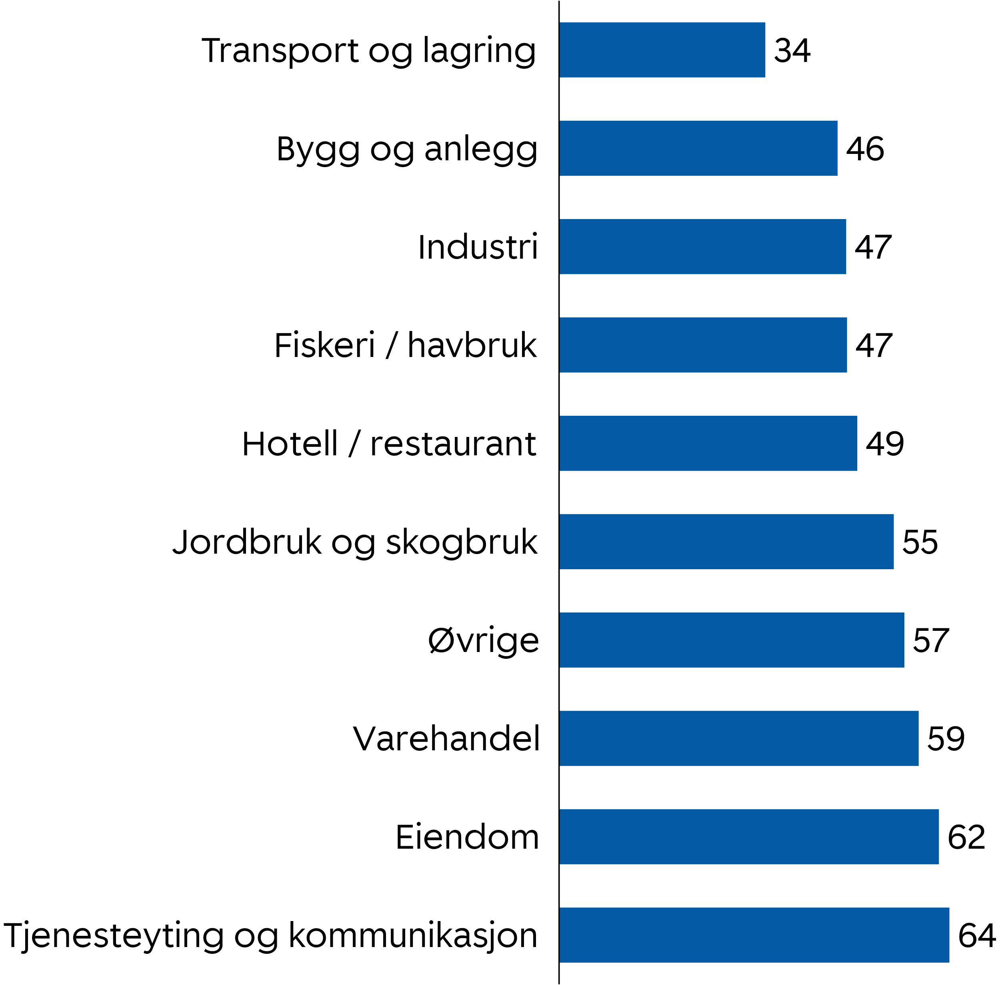 Transport og lagring 34
Bygg og anlegg 46
Industri 47
Fiskeri / havbruk 47
Hotell / restaurant 49
Jordbruk og skogbruk 55
Øvrige 57
Varehandel 59
Eiendom 62
Tjenesteyting og kommunikasjon 64